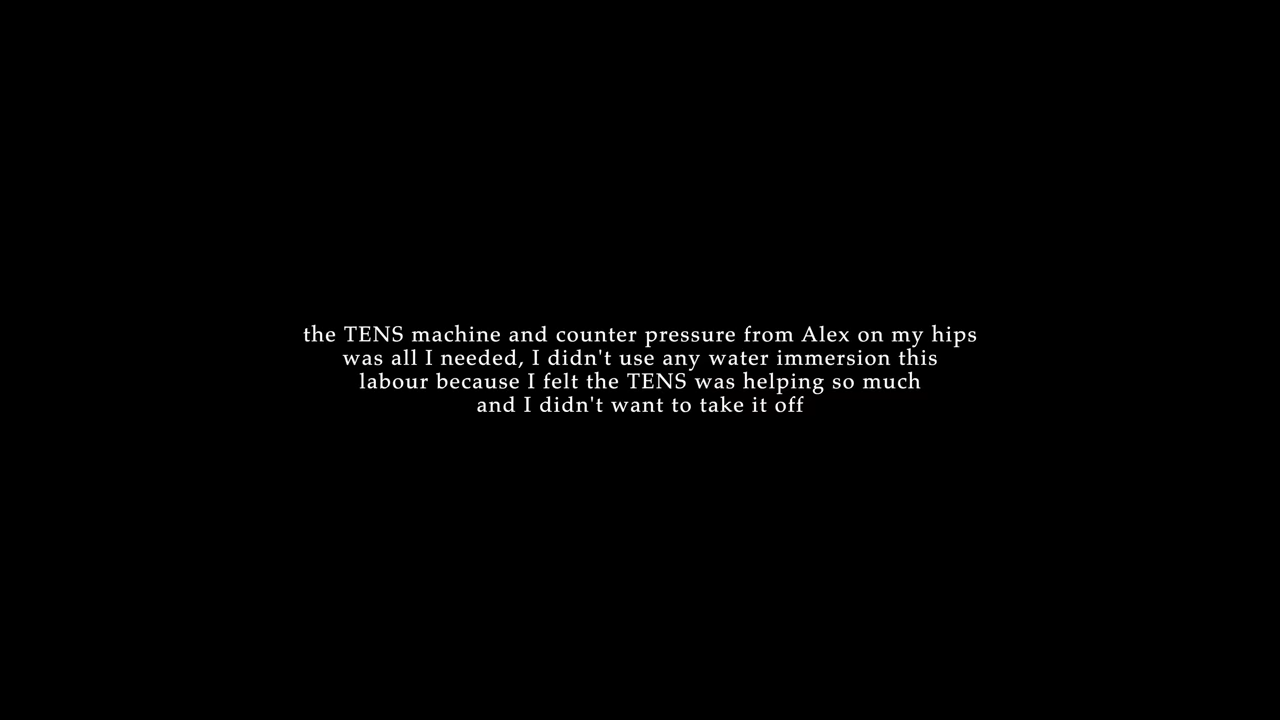 the TENS machine and counter pressure from Alex on my hips
was all I needed, I didn't use any water immersion this
labour because I felt the TENS was helping so much
and I didn't want to take it off